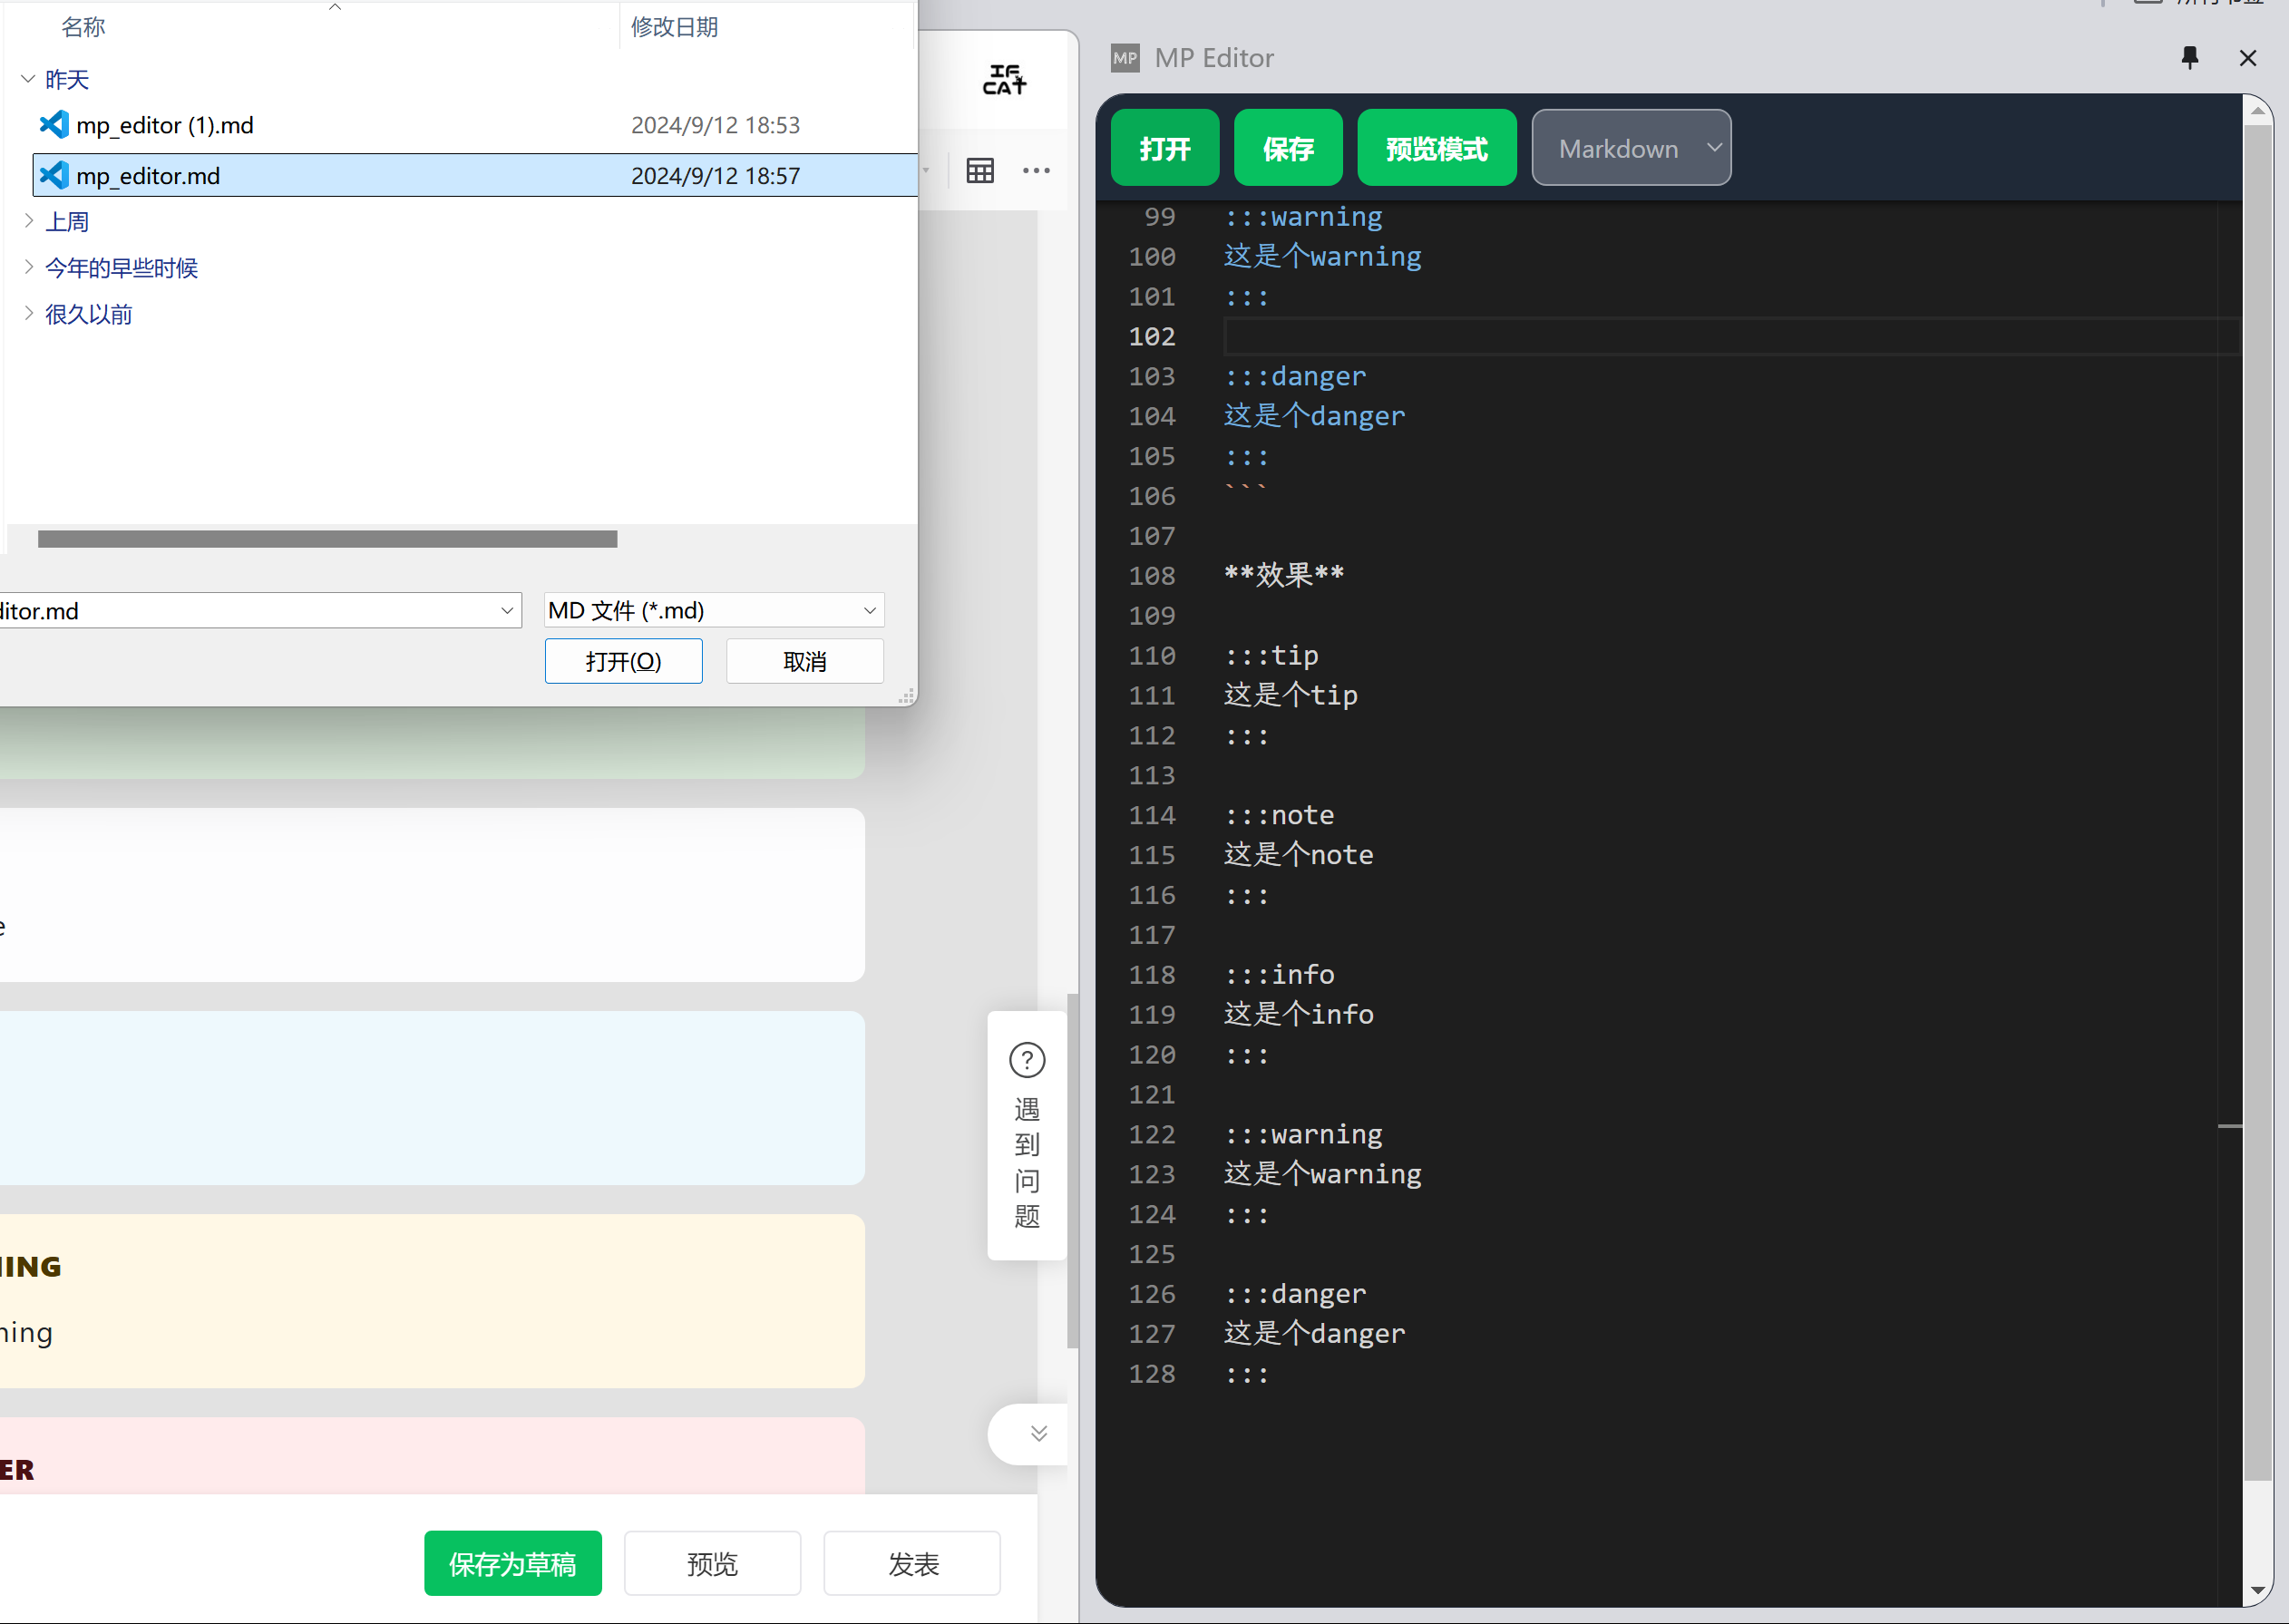 名称 修改日期
昨天
mp_editor (1).md 2024/9/12 18:53
mp_editor.md 2024/9/12 18:57
上周
今年的早些时候
很久以前
ditor.md MD 文件 (*.md)
打开(O) 取消
IF
CAT
e
NING
ning
ER
遇
到
问
题
保存为草稿 预览 发表
MP MP Editor
打开 保存 预览模式 Markdown
99 :::warning
100 这是个warning
101 :::
102
103 :::danger
104 这是个danger
105 :::
106 ```
107
108 **效果**
109
110 :::tip
111 这是个tip
112 :::
113
114 :::note
115 这是个note
116 :::
117
118 :::info
119 这是个info
120 :::
121
122 :::warning
123 这是个warning
124 :::
125
126 :::danger
127 这是个danger
128 :::